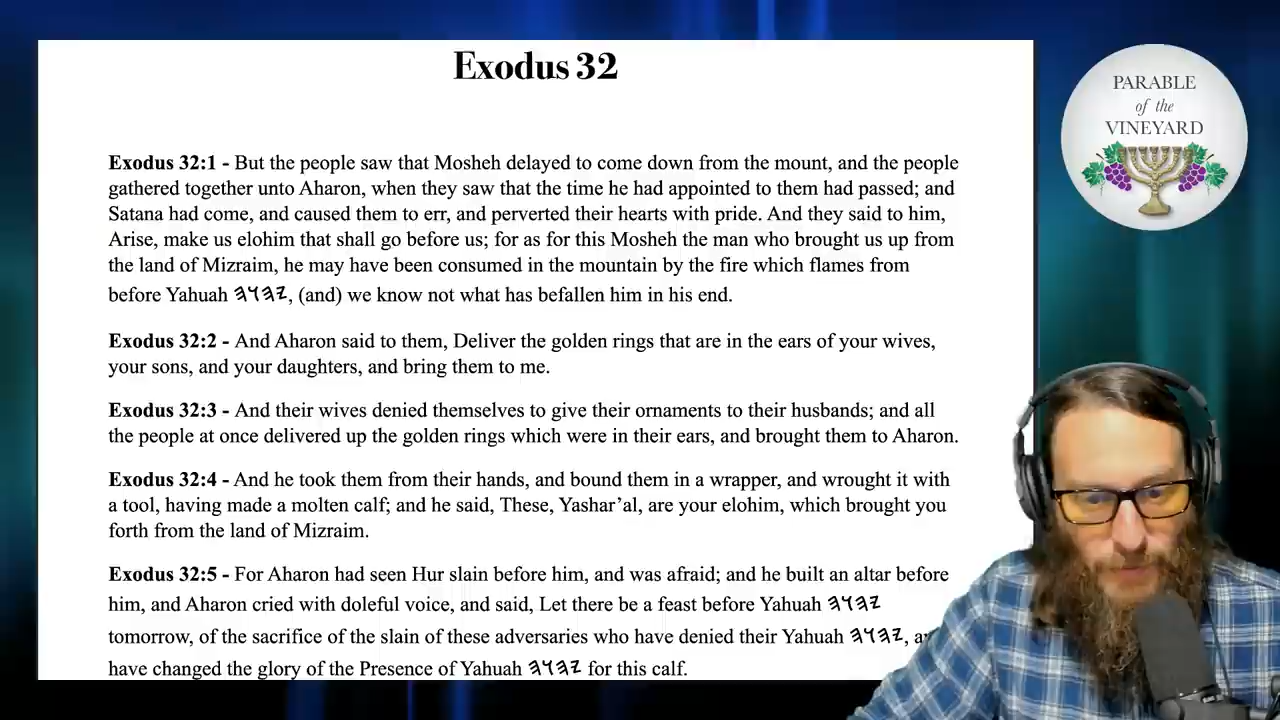 Exodus 32
Exodus 32:1 - But the people saw that Mosheh delayed to come down from the mount, and the people
gathered together unto Aharon, when they saw that the time he had appointed to them had passed; and
Satana had come, and caused them to err, and perverted their hearts with pride. And they said to him,
Arise, make us elohim that shall go before us; for as for this Mosheh the man who brought us up from
the land of Mizraim, he may have been consumed in the mountain by the fire which flames from
before Yahuah 𐤉𐤄𐤅𐤄, (and) we know not what has befallen him in his end.
Exodus 32:2 - And Aharon said to them, Deliver the golden rings that are in the ears of your wives,
your sons, and your daughters, and bring them to me.
Exodus 32:3 - And their wives denied themselves to give their ornaments to their husbands; and all
the people at once delivered up the golden rings which were in their ears, and brought them to Aharon.
Exodus 32:4 - And he took them from their hands, and bound them in a wrapper, and wrought it with
a tool, having made a molten calf; and he said, These, Yashar’al, are your elohim, which brought you
forth from the land of Mizraim.
Exodus 32:5 - For Aharon had seen Hur slain before him, and was afraid; and he built an altar before
him, and Aharon cried with doleful voice, and said, Let there be a feast before Yahuah 𐤉𐤄𐤅𐤄
tomorrow, of the sacrifice of the slain of these adversaries who have denied their Yahuah 𐤉𐤄𐤅𐤄,
have changed the glory of the Presence of Yahuah 𐤉𐤄𐤅𐤄 for this calf.
PARABLE
of the
VINEYARD